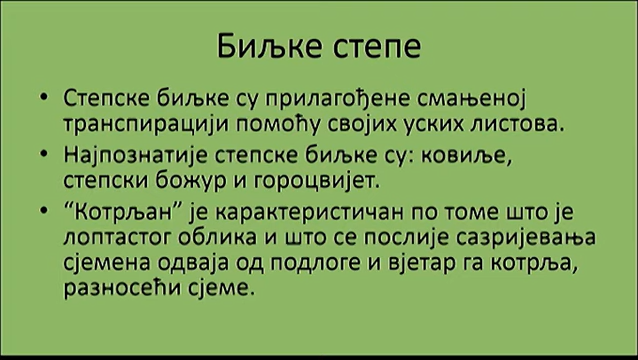 Биљке степе
• Степске биљке су прилагођене смањеној
транспирацији помоћу својих уских листова.
• Најпознатије степске биљке су: ковиље,
степски божур и гороцвијет.
• “Котрљан” је карактеристичан по томе што је
лоптастог облика и што се послије сазријевања
сјемена одваја од подлоге и вјетар га котрља,
разносећи сјеме.